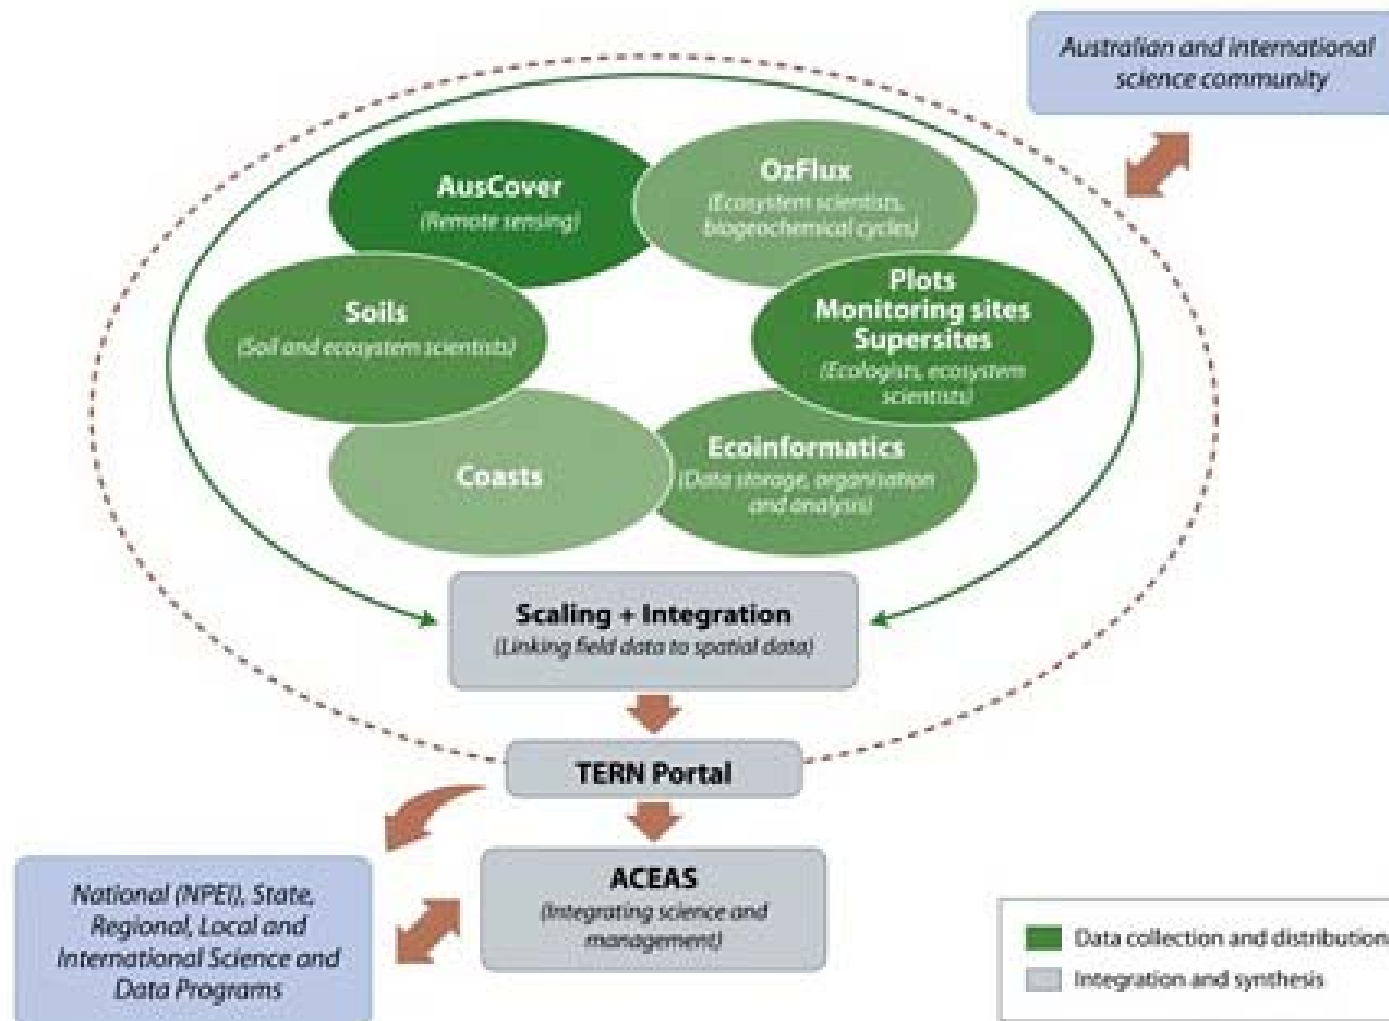 Australian and international
science community
AusCover
(Remote sensing)
OzFlux
(Ecosystem scientists,
biogeochemical cycles)
Soils
(Soil and ecosystem scientists)
Plots
Monitoring sites
Supersites
(Ecologists, ecosystem
scientists)
Coasts
Ecoinformatics
(Data storage, organisation
and analysis)
Scaling + Integration
(Linking field data to spatial data)
TERN Portal
ACEAS
(Integrating science and
management)
National (NPEI), State,
Regional, Local and
International Science and
Data Programs
Data collection and distribution
Integration and synthesis